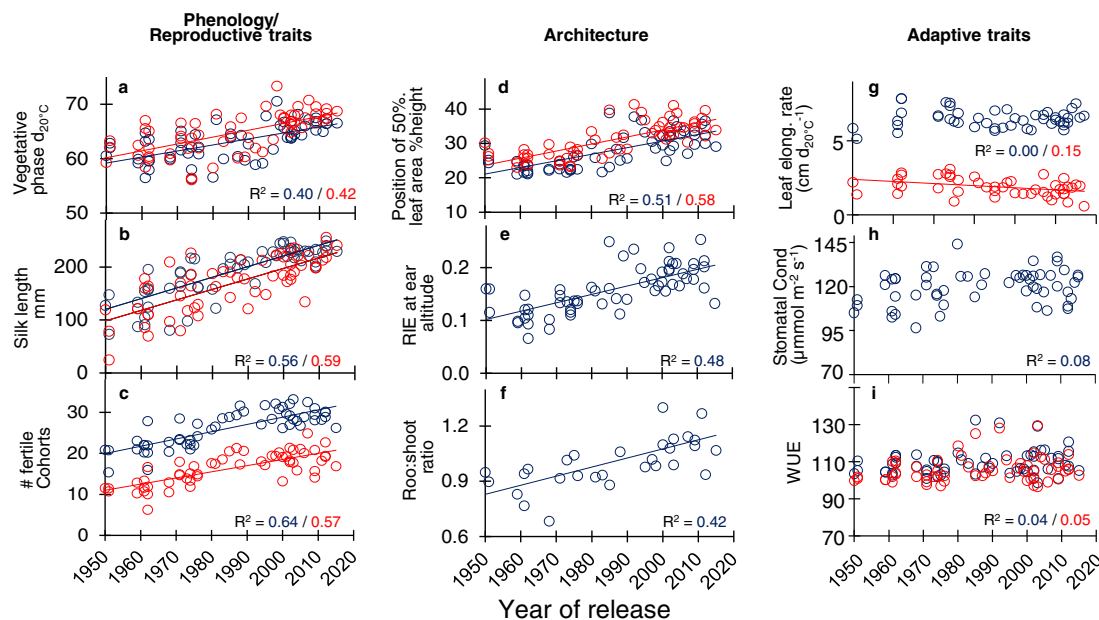 Phenology/
Reproductive traits
Architecture
Adaptive traits
a
Vegetative
phase d20°C
70
60
50
R² = 0.40 / 0.42
b
Silk length
mm
200
100
0
R² = 0.56 / 0.59
c
# fertile
Cohorts
30
20
10
0
R² = 0.64 / 0.57
1950
1960
1970
1980
1990
2000
2010
2020
d
Position of 50%.
leaf area %height
40
30
20
10
R² = 0.51 / 0.58
e
RIE at ear
altitude
0.2
0.1
0.0
R² = 0.48
f
Roo:shoot
ratio
1.2
0.9
0.6
R² = 0.42
1950
1960
1970
1980
1990
2000
2010
2020
g
Leaf elong. rate
(cm d20°C⁻¹)
5
0
R² = 0.00 / 0.15
h
Stomatal Cond
(µmmol m⁻² s⁻¹)
145
120
95
70
R² = 0.08
i
WUE
130
110
90
70
R² = 0.04 / 0.05
1950
1960
1970
1980
1990
2000
2010
2020
Year of release